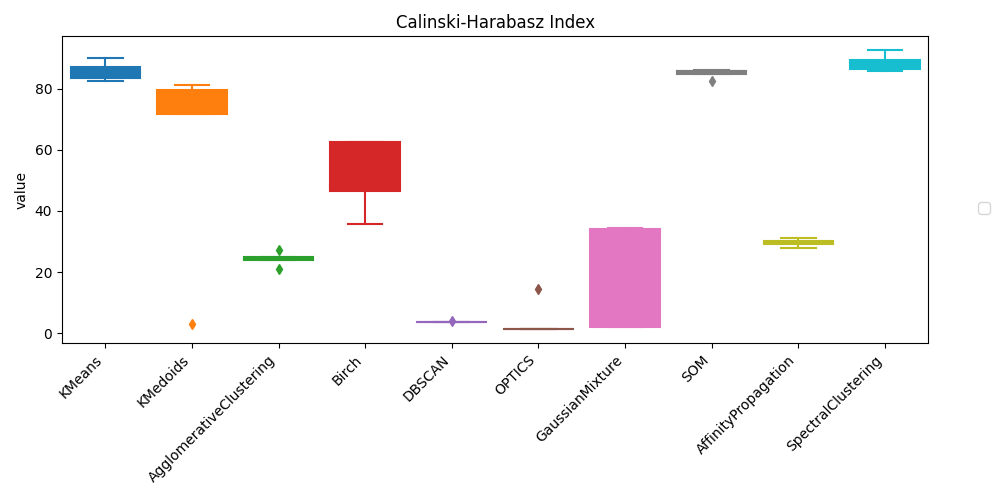 Calinski-Harabasz Index
value
80
60
40
20
0
KMeans
KMedoids
AgglomerativeClustering
Birch
DBSCAN
OPTICS
GaussianMixture
SOM
AffinityPropagation
SpectralClustering